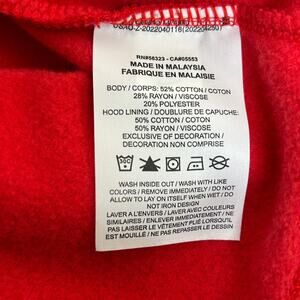 RN#56323 - CA#05553
MADE IN MALAYSIA
FABRIQUE EN MALAISIE
BODY / CORPS: 52% COTTON / COTON
28% RAYON / VISCOSE
20% POLYESTER
HOOD LINING / DOUBLURE DE CAPUCHE:
50% COTTON / COTON
50% RAYON / VISCOSE
EXCLUSIVE OF DECORATION /
DECORATION NON COMPRISE
WASH INSIDE OUT / WASH WITH LIKE
COLORS / REMOVE IMMEDIATELY / DO NOT
ALLOW TO LAY ON ITSELF WHEN WET / DO
NOT IRON DESIGN
LAVER A L'ENVERS / LAVER AVEC COULEURS
SIMILAIRES / ENLEVER IMMEDIATEMENT / NE
PAS LAISSER LE VÊTEMENT PLIÉ LORSQU'IL
EST MOUILLÉ / NE PAS REPASSER LE DESSIN